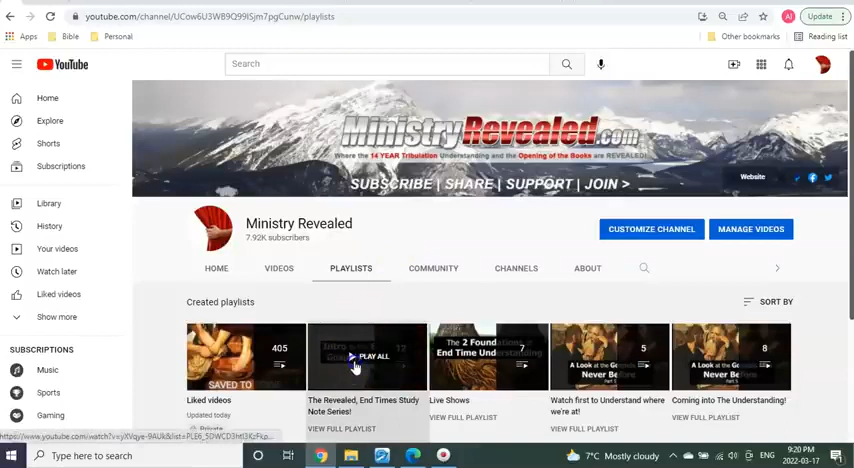 youtube.com/channel/UCow6U3W89Q99ISjm7pgCunw/playlists
Update
Apps Bible Personal Other bookmarks Reading list
YouTube Search
Home
Explore
Shorts
Subscriptions
Library
History
Your videos
Watch later
Liked videos
Show more
SUBSCRIPTIONS
Music
Sports
Gaming
MinistryRevealed.com
Where the 14 YEAR Tribulation Understanding and the Opening of the Books are REVEALED!
SUBSCRIBE | SHARE | SUPPORT | JOIN >
Website
Ministry Revealed
7.92K subscribers
CUSTOMIZE CHANNEL MANAGE VIDEOS
HOME VIDEOS PLAYLISTS COMMUNITY CHANNELS ABOUT
Created playlists SORT BY
SAVED TO
405
PLAY ALL
12
The 2 Foundations
End Time Understanding
7
A Look at the
Never Before
5
A Look at the
Never Before
8
Liked videos
Updated today
Private
The Revealed, End Times Study
Note Series!
VIEW FULL PLAYLIST
Live Shows
VIEW FULL PLAYLIST
Watch first to Understand where
we're at!
VIEW FULL PLAYLIST
Coming into The Understanding!
VIEW FULL PLAYLIST
Type here to search
7°C Mostly cloudy
ENG
9:20 PM
2022-03-17